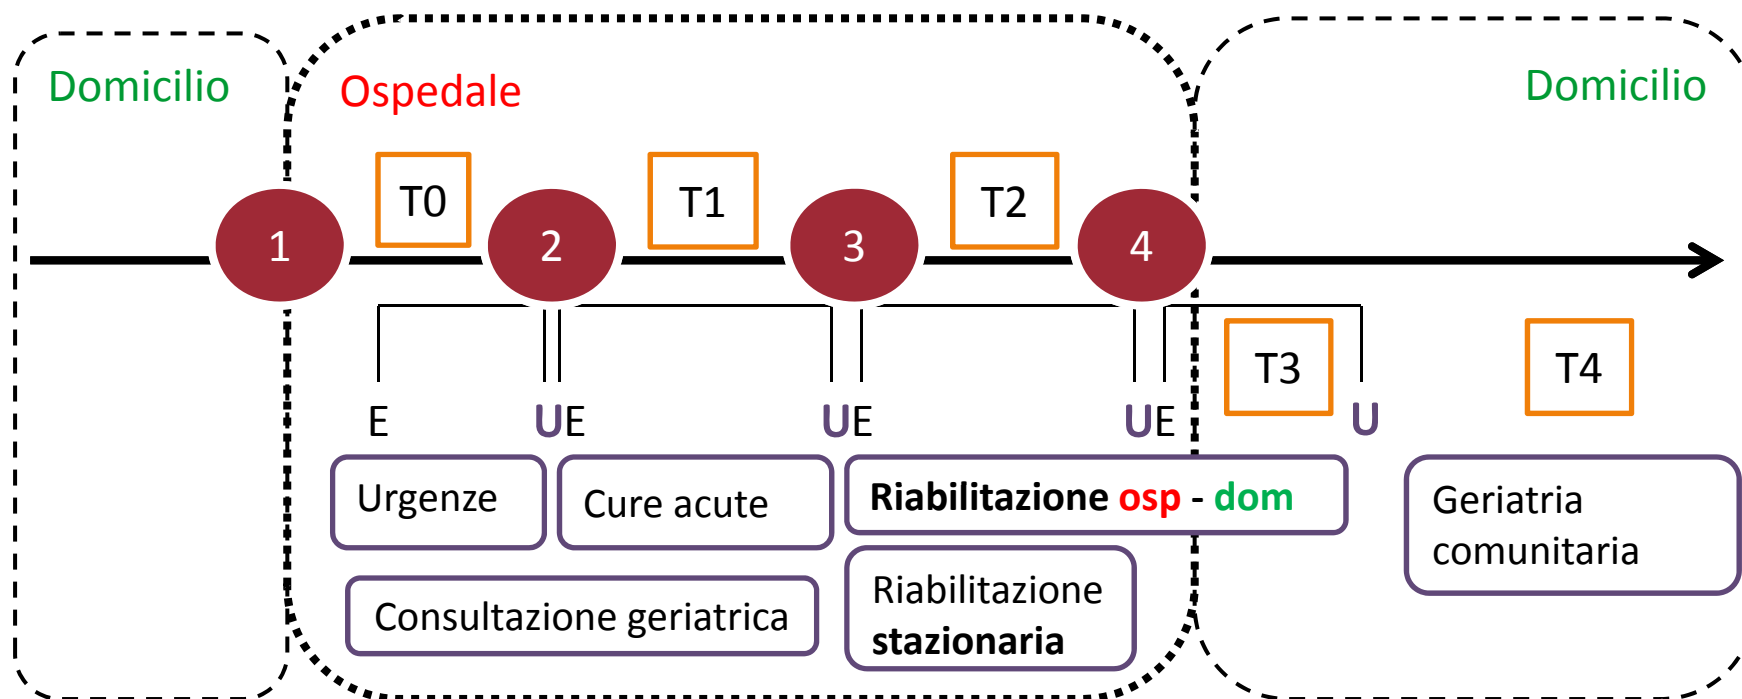 Domicilio
Ospedale
Domicilio
T0
T1
T2
1
2
3
4
T3
T4
E
UE
UE
UE
U
Urgenze
Cure acute
Riabilitazione osp - dom
Geriatria
comunitaria
Consultazione geriatrica
Riabilitazione
stazionaria